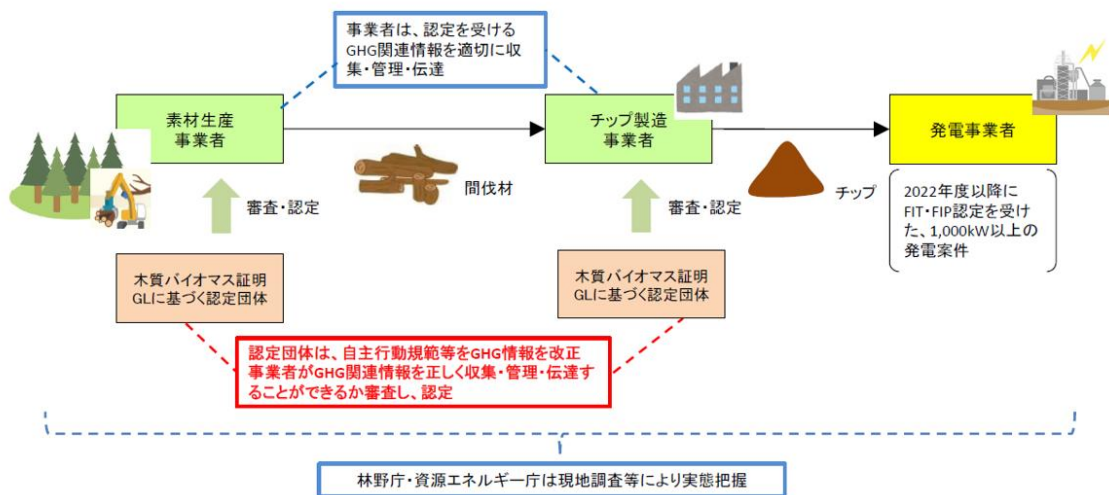 事業者は、認定を受ける
GHG関連情報を適切に収
集・管理・伝達
素材生産
事業者
チップ製造
事業者
発電事業者
間伐材
チップ
審査・認定
審査・認定
2022年度以降に
FIT・FIP認定を受け
た、1,000kW以上の
発電案件
木質バイオマス証明
GLに基づく認定団体
木質バイオマス証明
GLに基づく認定団体
認定団体は、自主行動規範等をGHG情報を改正
事業者がGHG関連情報を正しく収集・管理・伝達す
ることができるか審査し、認定
林野庁・資源エネルギー庁は現地調査等により実態把握